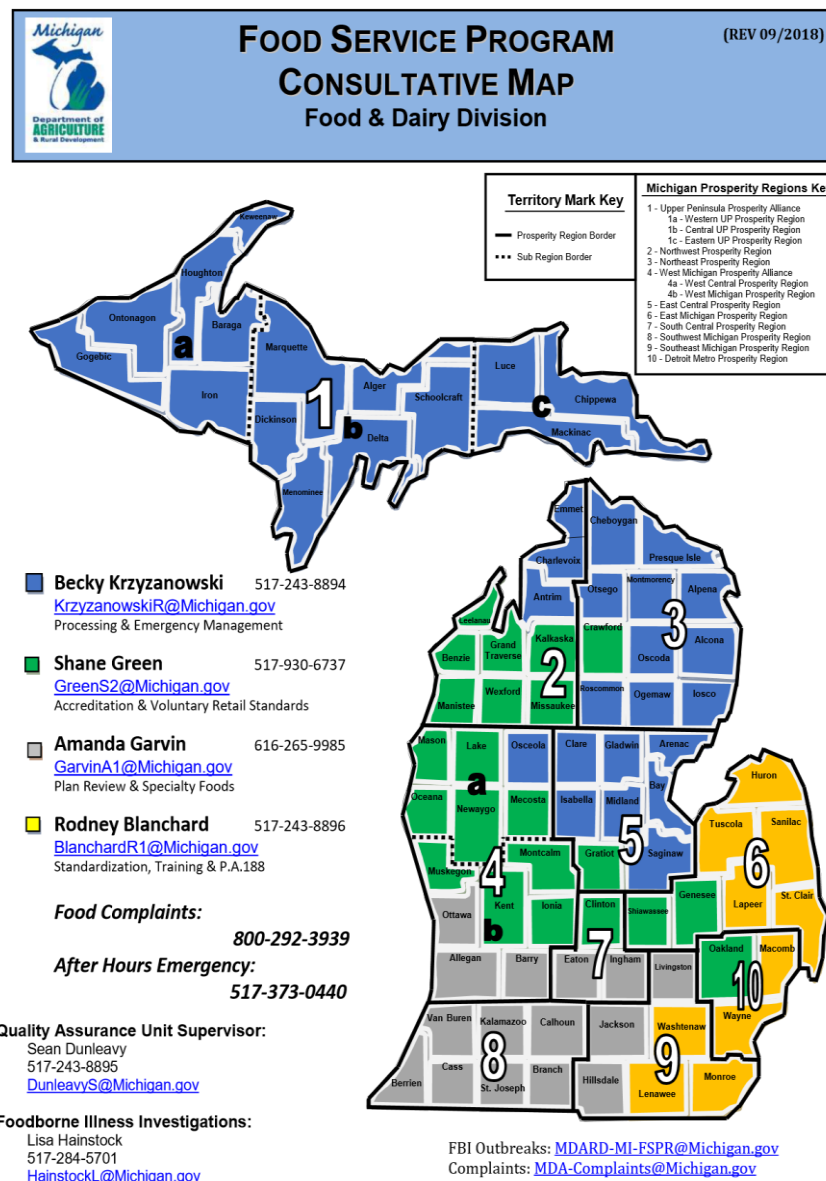 Michigan
Department of
AGRICULTURE
& Rural Development
FOOD SERVICE PROGRAM
CONSULTATIVE MAP
Food & Dairy Division
(REV 09/2018)
Territory Mark Key
Prosperity Region Border
Sub Region Border
Michigan Prosperity Regions Ke
1 - Upper Peninsula Prosperity Alliance
1a - Western UP Prosperity Region
1b - Central UP Prosperity Region
1c - Eastern UP Prosperity Region
2 - Northwest Prosperity Region
3 - Northeast Prosperity Region
4 - West Michigan Prosperity Alliance
4a - West Central Prosperity Region
4b - West Michigan Prosperity Region
5 - East Central Prosperity Region
6 - East Michigan Prosperity Region
7 - South Central Prosperity Region
8 - Southwest Michigan Prosperity Region
9 - Southeast Michigan Prosperity Region
10 - Detroit Metro Prosperity Region
Keweenaw
Houghton
Ontonagon
Baraga
a
Gogebic
Marquette
Iron
Luce
Alger
Schoolcraft
Chippewa
1
c
Dickinson
b
Delta
Mackinac
Menominee
Emmet
Cheboygan
Presque Isle
Charlevoix
Antrim
Otsego
Montmorency
Alpena
Leelanau
Crawford
3
Kalkaska
Grand
Traverse
Benzie
2
Oscoda
Alcona
Manistee
Wexford
Missaukee
Roscommon
Ogemaw
Iosco
Becky Krzyzanowski 517-243-8894
KrzyzanowskiR@Michigan.gov
Processing & Emergency Management
Shane Green 517-930-6737
GreenS2@Michigan.gov
Accreditation & Voluntary Retail Standards
Amanda Garvin 616-265-9985
GarvinA1@Michigan.gov
Plan Review & Specialty Foods
Rodney Blanchard 517-243-8896
BlanchardR1@Michigan.gov
Standardization, Training & P.A.188
Food Complaints:
800-292-3939
After Hours Emergency:
517-373-0440
Mason
Lake
Osceola
Clare
Gladwin
Arenac
a
Bay
Huron
Oceana
Newaygo
Mecosta
Isabella
Midland
Tuscola
Sanilac
5
Muskegon
Montcalm
Gratiot
Saginaw
6
4
Kent
Ionia
Clinton
Shiawassee
Genesee
Lapeer
St. Clair
Ottawa
b
7
Oakland
Macomb
Allegan
Barry
Eaton
Ingham
Livingston
10
Van Buren
Kalamazoo
Calhoun
Jackson
Washtenaw
Wayne
8
9
Berrien
Cass
St. Joseph
Branch
Hillsdale
Lenawee
Monroe
Quality Assurance Unit Supervisor:
Sean Dunleavy
517-243-8895
DunleavyS@Michigan.gov
Foodborne Illness Investigations:
Lisa Hainstock
517-284-5701
HainstockL@Michigan.gov
FBI Outbreaks: MDARD-MI-FSPR@Michigan.gov
Complaints: MDA-Complaints@Michigan.gov